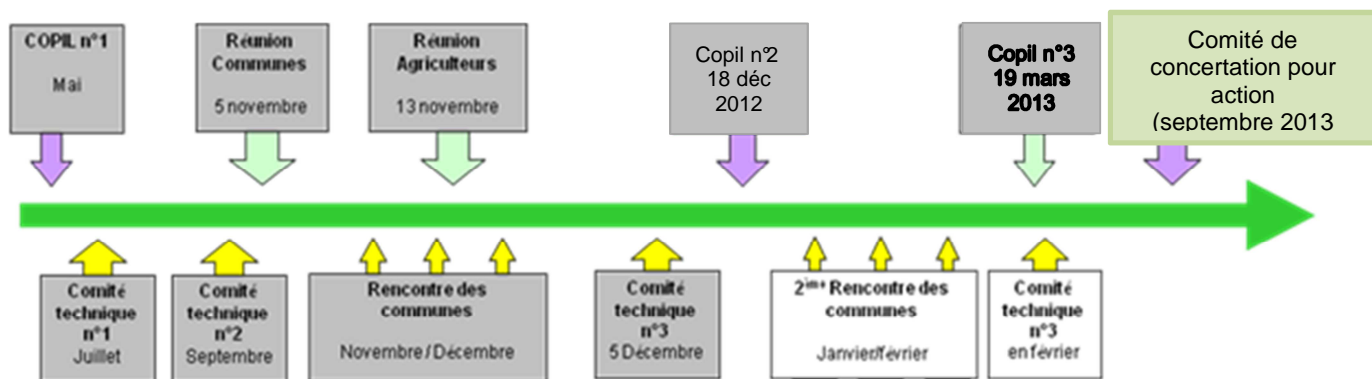 COPIL n°1
Mai
Réunion
Communes
5 novembre
Réunion
Agriculteurs
13 novembre
Copil n°2
18 déc
2012
Copil n°3
19 mars
2013
Comité de
concertation pour
action
(septembre 2013
Comité
technique
n°1
Juillet
Comité
technique
n°2
Septembre
Rencontre des
communes
Novembre / Décembre
Comité
technique
n°3
5 Décembre
2ième Rencontre des
communes
Janvier/février
Comité
technique
n°3
en février